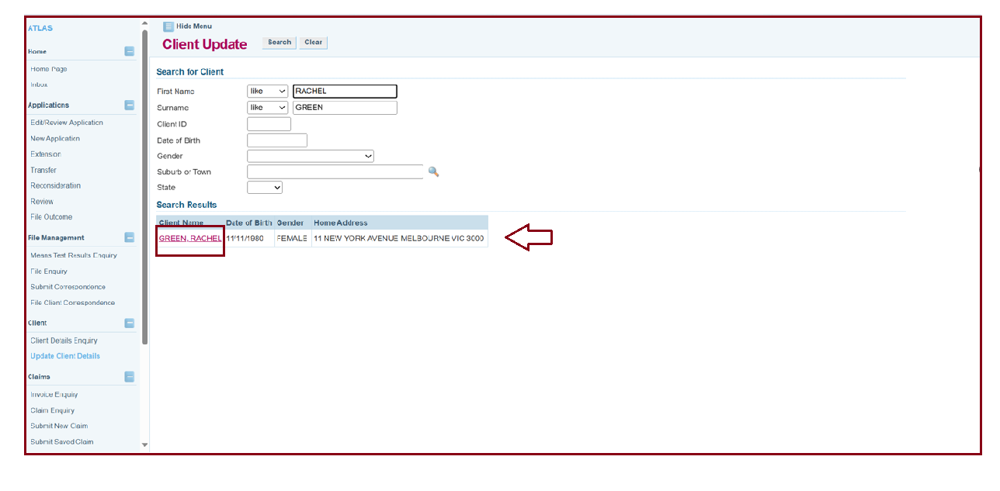 ATLAS
Home
Home Page
Inbox
Applications
Edit/Review Application
New Application
Extension
Transfer
Reconsideration
Review
File Outcome
File Management
Means Test Results Enquiry
File Enquiry
Submit Correspondence
File Client Correspondence
Client
Client Details Enquiry
Update Client Details
Claims
Invoice Enquiry
Claim Enquiry
Submit New Claim
Submit Saved Claim
Hide Menu
Client Update Search Clear
Search for Client
First Name like RACHEL
Surname like GREEN
Client ID
Date of Birth
Gender
Suburb or Town
State
Search Results
Client Name Date of Birth Gender Home Address
GREEN, RACHEL 11/11/1980 FEMALE 11 NEW YORK AVENUE MELBOURNE VIC 3000